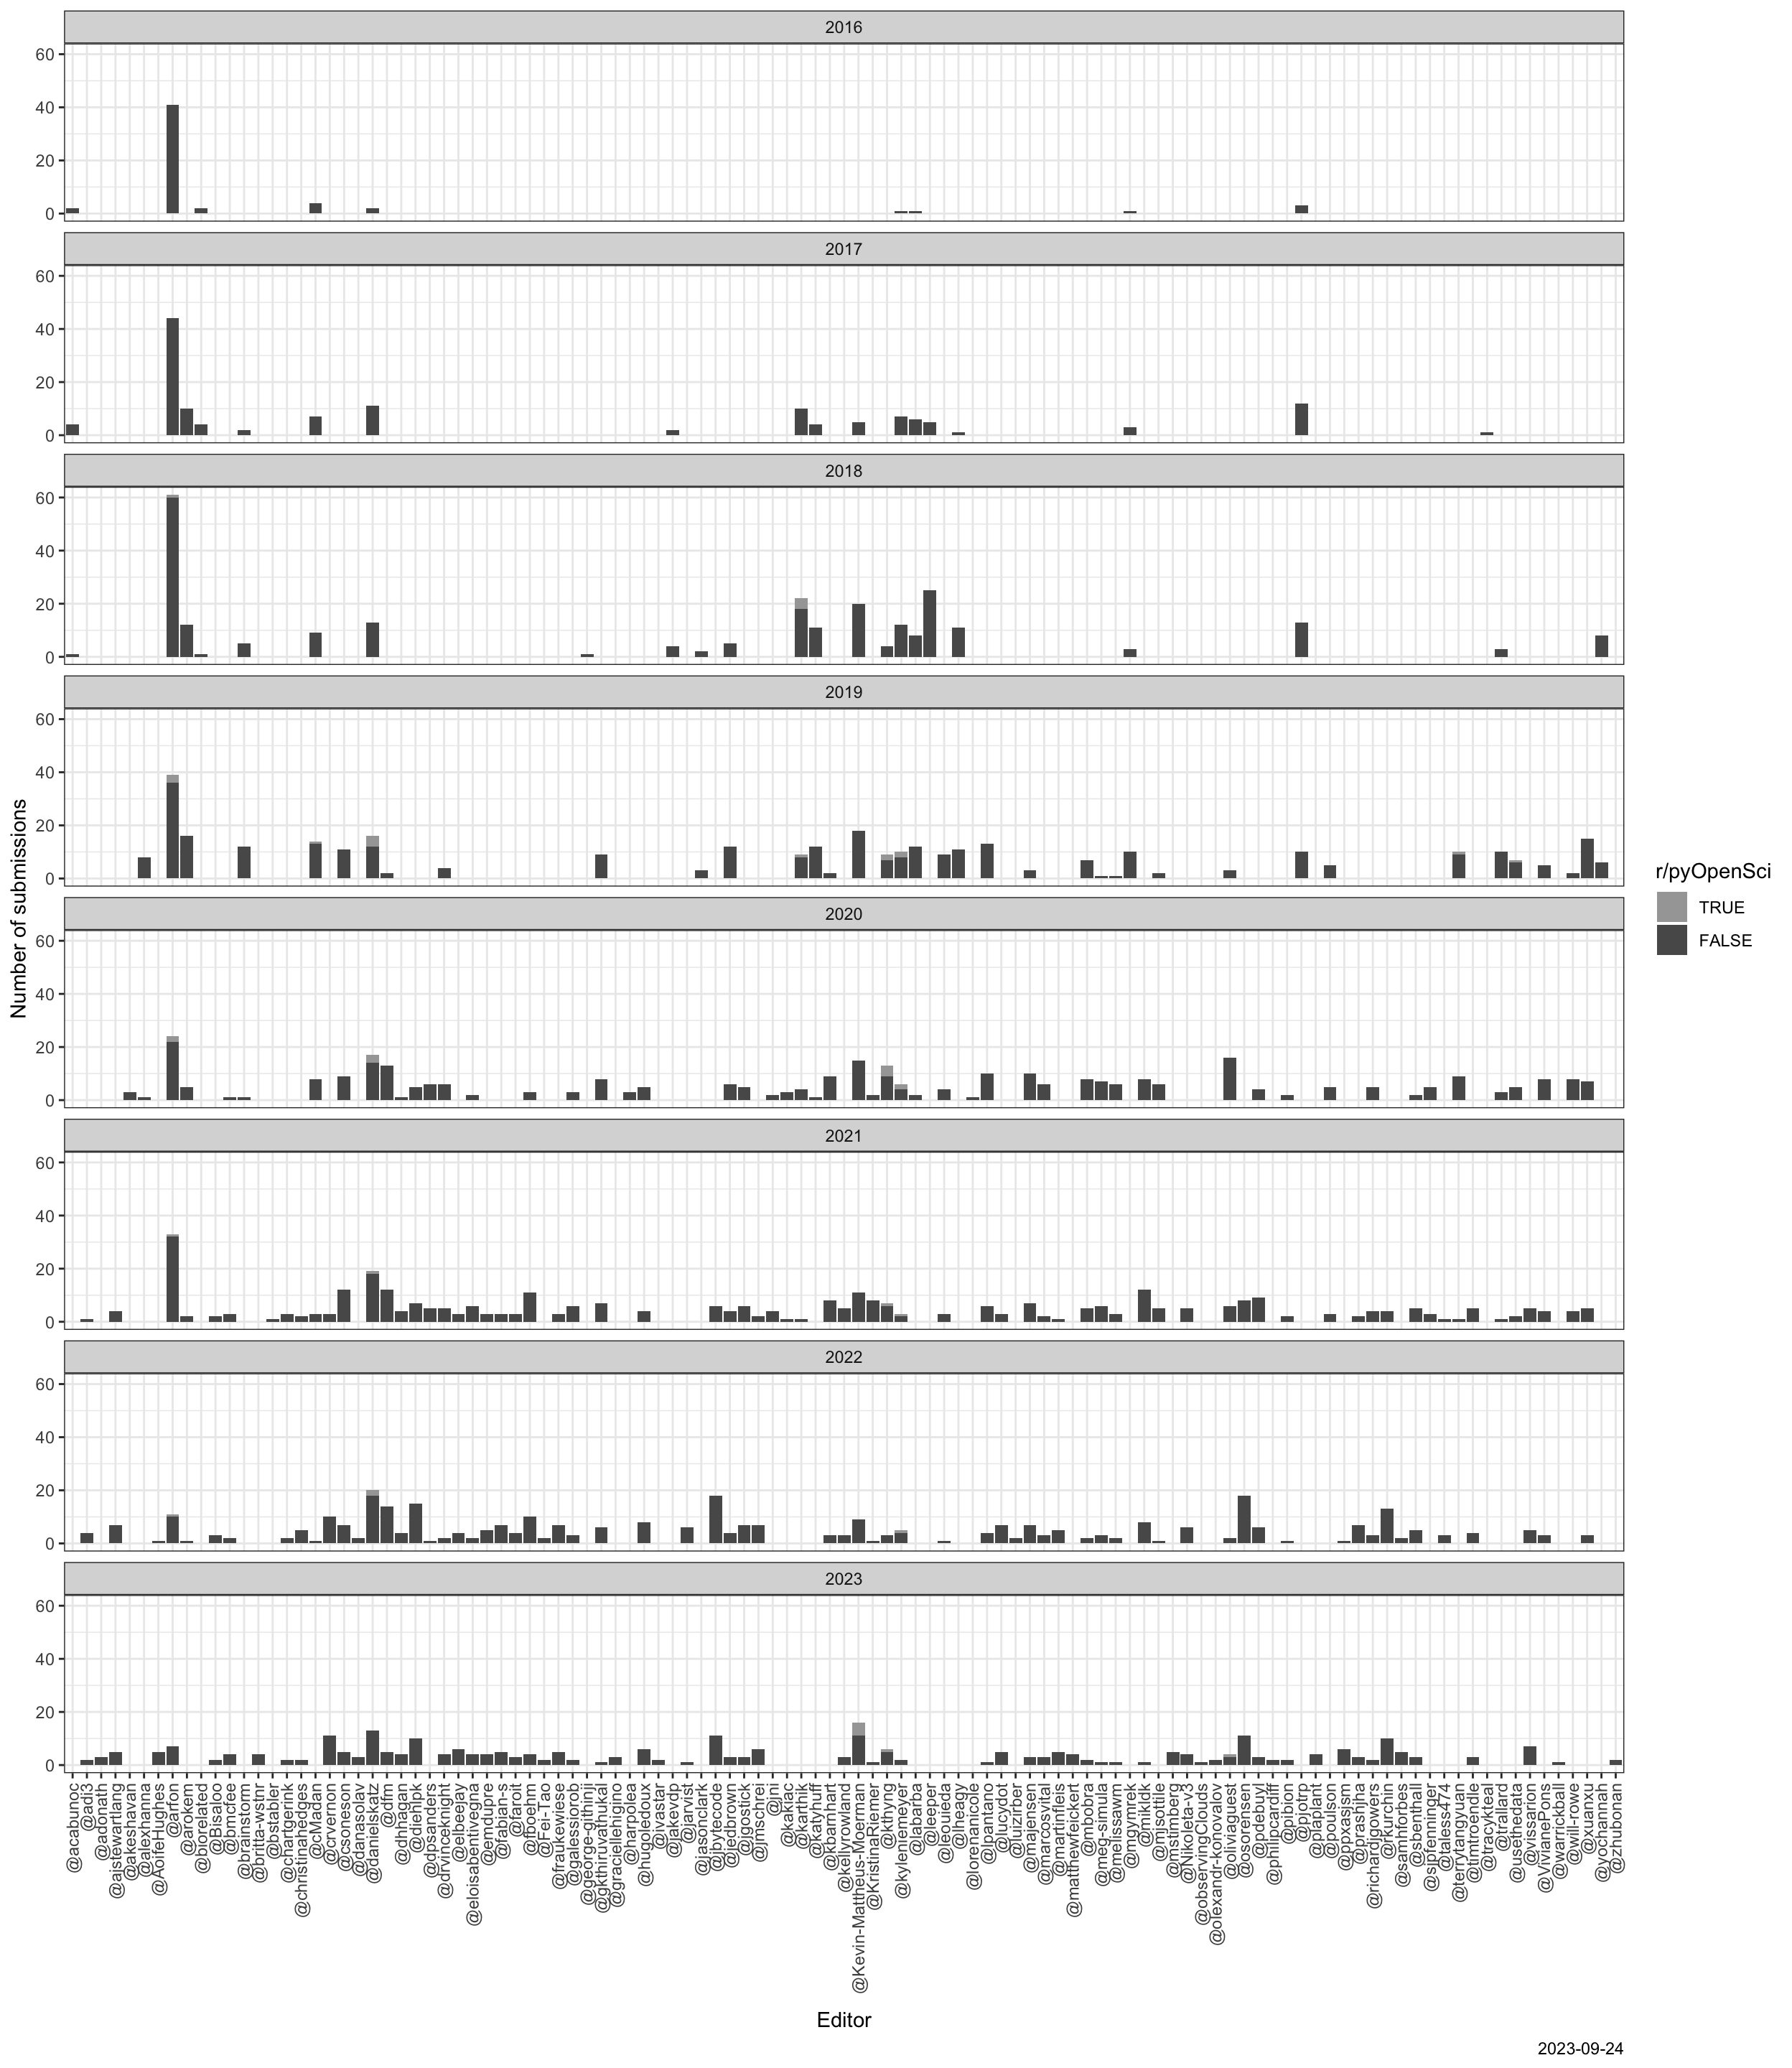 2016
60
40
20
0
2017
60
40
20
0
2018
60
40
20
0
2019
60
40
20
0
2020
60
40
20
0
2021
60
40
20
0
2022
60
40
20
0
2023
60
40
20
0
Number of submissions
@acabunoc
@adi3
@adonath
@ajstewartlang
@akeshavan
@alexhanna
@AoifeHughes
@arfon
@arokem
@biorelated
@Bisaloo
@bmcfee
@brainstorm
@britta-wstnr
@bstabler
@chartgerink
@christinahedges
@cMadan
@crvernon
@csoneson
@danasolav
@danielskatz
@dfm
@dhhagan
@diehlpk
@dpsanders
@drvinceknight
@elbeejay
@eloisabentivegna
@emdupre
@fabian-s
@faroit
@fboehm
@Fei-Tao
@fraukewiese
@galessiorob
@george-githinji
@gkthiruvathukal
@graciellehigino
@harpolea
@hugoledoux
@ivastar
@jakevdp
@jarvist
@jasonclark
@jbytecode
@jedbrown
@jgostick
@jmschrei
@jni
@kakiac
@karthik
@katyhuff
@kbarnhart
@kellyrowland
@Kevin-Mattheus-Moerman
@KristinaRiemer
@kthyng
@kyleniemeyer
@labarba
@leeper
@leouieda
@lheagy
@lorenanicole
@lpantano
@lucydot
@luizirber
@majensen
@marcosvital
@martinfleis
@matthewfeickert
@mbobra
@meg-simula
@melissawm
@mgymrek
@mikldk
@mjsottile
@mstimberg
@Nikoleta-v3
@observingClouds
@olexandr-konovalov
@oliviaguest
@osorensen
@pdebuyl
@philipcardiff
@pibion
@pjotrp
@plaplant
@poulson
@ppxasjsm
@prashjha
@richardjgowers
@rkurchin
@samhforbes
@sbenthall
@sjpfenninger
@taless474
@terrytangyuan
@timtroendle
@tracykteal
@trallard
@usethedata
@vissarion
@VivianePons
@warrickball
@will-rowe
@xuanxu
@yochannah
@zhubonan
Editor
r/pyOpenSci
TRUE
FALSE
2023-09-24